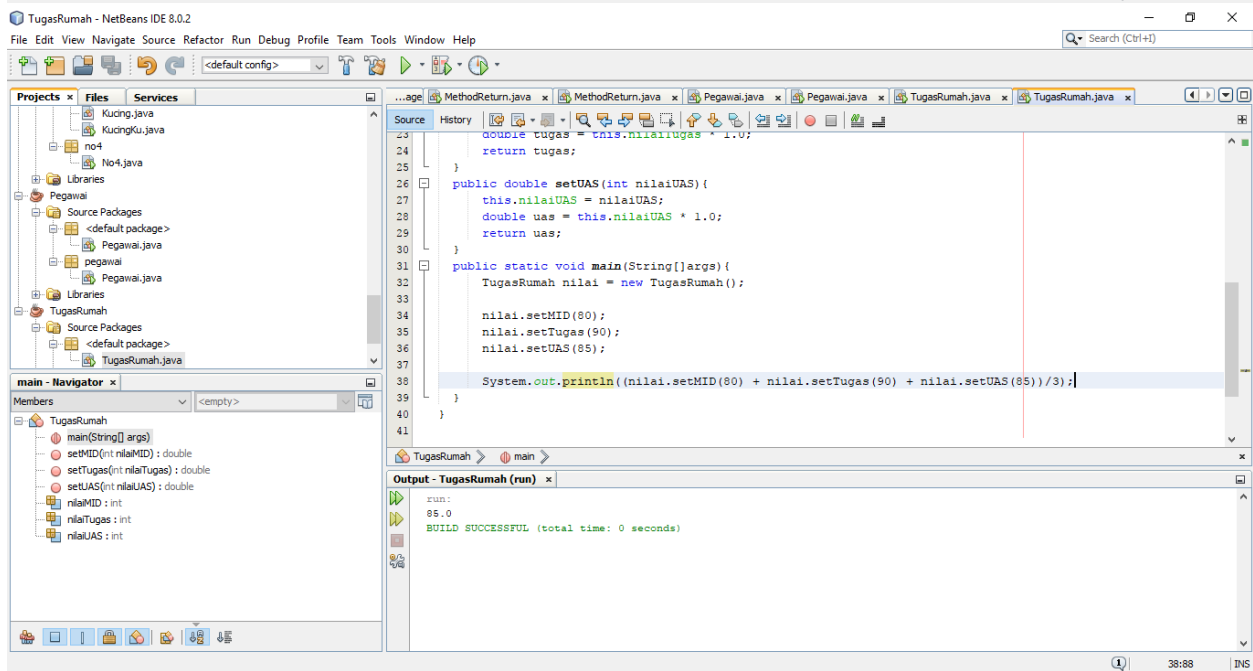 TugasRumah - NetBeans IDE 8.0.2
File Edit View Navigate Source Refactor Run Debug Profile Team Tools Window Help
Search (Ctrl+I)
<default config>
Projects x Files Services
Kucing.java
KucingKu.java
no4
No4.java
Libraries
Pegawai
Source Packages
<default package>
Pegawai.java
pegawai
Pegawai.java
Libraries
TugasRumah
Source Packages
<default package>
TugasRumah.java
main - Navigator x
Members
<empty>
TugasRumah
main(String[] args)
setMID(int nilaiMID) : double
setTugas(int nilaiTugas) : double
setUAS(int nilaiUAS) : double
nilaiMID : int
nilaiTugas : int
nilaiUAS : int
...age MethodReturn.java x MethodReturn.java x Pegawai.java x Pegawai.java x TugasRumah.java x TugasRumah.java x
Source History
23 double tugas = this.nilaiTugas * 1.0;
24 return tugas;
25 }
26 public double setUAS(int nilaiUAS){
27 this.nilaiUAS = nilaiUAS;
28 double uas = this.nilaiUAS * 1.0;
29 return uas;
30 }
31 public static void main(String[]args){
32 TugasRumah nilai = new TugasRumah();
33
34 nilai.setMID(80);
35 nilai.setTugas(90);
36 nilai.setUAS(85);
37
38 System.out.println((nilai.setMID(80) + nilai.setTugas(90) + nilai.setUAS(85))/3);
39 }
40 }
41
TugasRumah main
Output - TugasRumah (run) x
run:
85.0
BUILD SUCCESSFUL (total time: 0 seconds)
1 38:88 INS